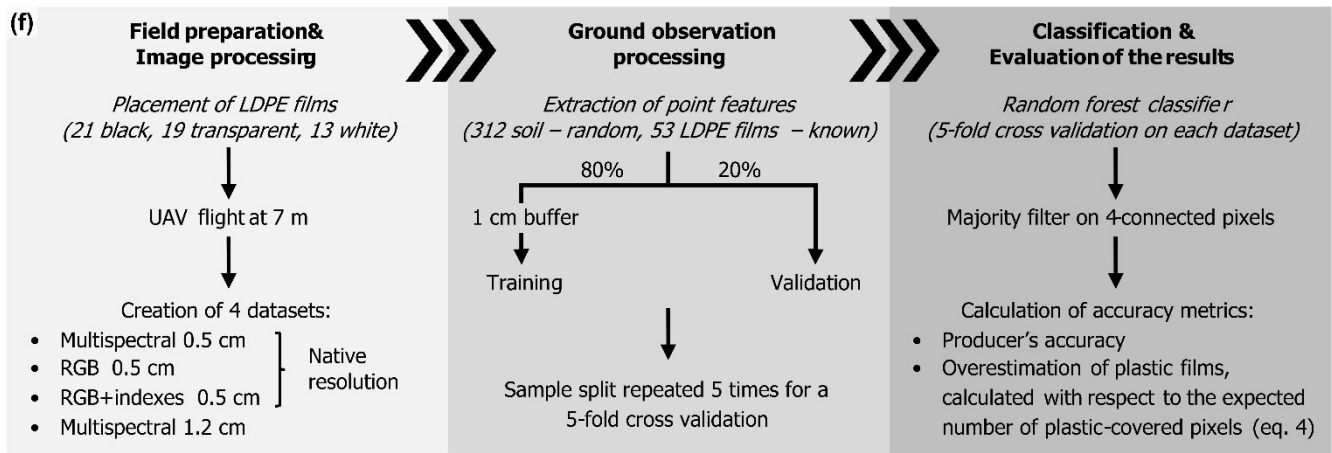 (f)
Field preparation&
Image processing
Placement of LDPE films
(21 black, 19 transparent, 13 white)
UAV flight at 7 m
Creation of 4 datasets:
• Multispectral 0.5 cm
• RGB 0.5 cm
• RGB+indexes 0.5 cm
• Multispectral 1.2 cm
Native
resolution
Ground observation
processing
Extraction of point features
(312 soil – random, 53 LDPE films – known)
80%
20%
1 cm buffer
Training
Validation
Sample split repeated 5 times for a
5-fold cross validation
Classification &
Evaluation of the results
Random forest classifier
(5-fold cross validation on each dataset)
Majority filter on 4-connected pixels
Calculation of accuracy metrics:
• Producer's accuracy
• Overestimation of plastic films,
calculated with respect to the expected
number of plastic-covered pixels (eq. 4)